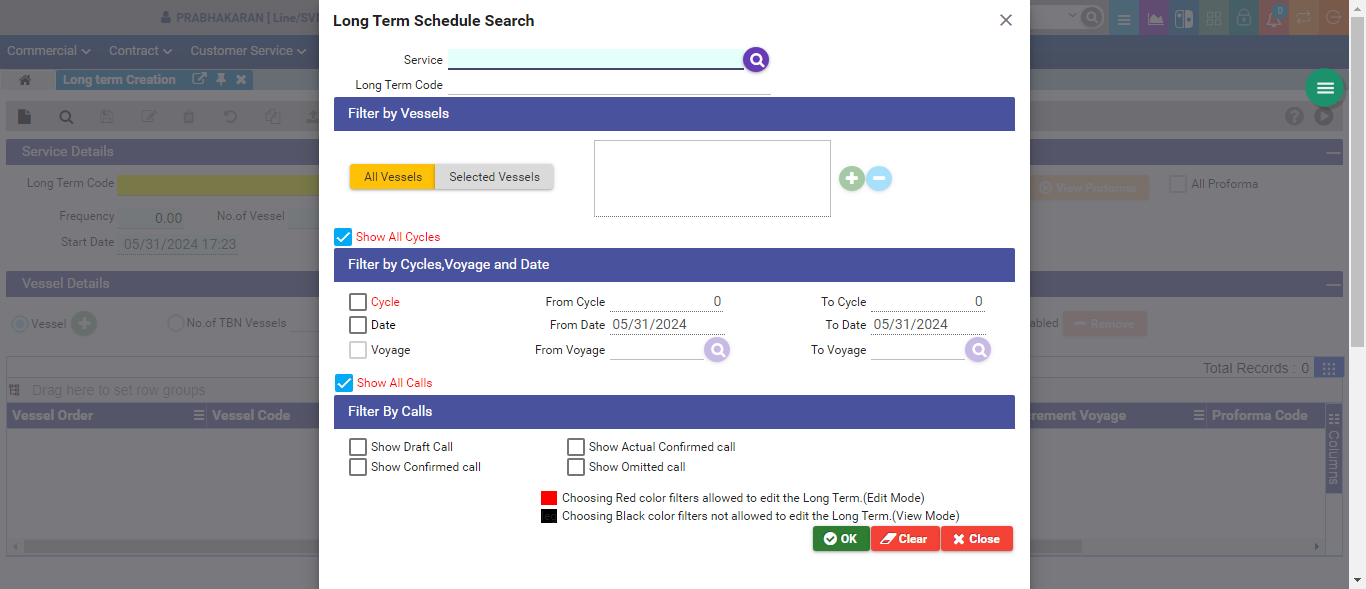 Long Term Schedule Search
PRABHAKARAN | Line/SVN
0
Commercial
Contract
Customer Service
Long term Creation
Service
Long Term Code
Filter by Vessels
All Vessels
Selected Vessels
Show All Cycles
Filter by Cycles,Voyage and Date
Cycle
From Cycle 0
To Cycle 0
Date
From Date 05/31/2024
To Date 05/31/2024
Voyage
From Voyage
To Voyage
Show All Calls
Filter By Calls
Show Draft Call
Show Actual Confirmed call
Show Confirmed call
Show Omitted call
Choosing Red color filters allowed to edit the Long Term.(Edit Mode)
Choosing Black color filters not allowed to edit the Long Term.(View Mode)
OK
Clear
Close
Service Details
Long Term Code
View Proforma
All Proforma
Frequency 0.00
No.of Vessel
Start Date 05/31/2024 17:23
Vessel Details
Vessel
No.of TBN Vessels
abled
Remove
Total Records : 0
Drag here to set row groups
Vessel Order
Vessel Code
rement Voyage
Proforma Code
Columns